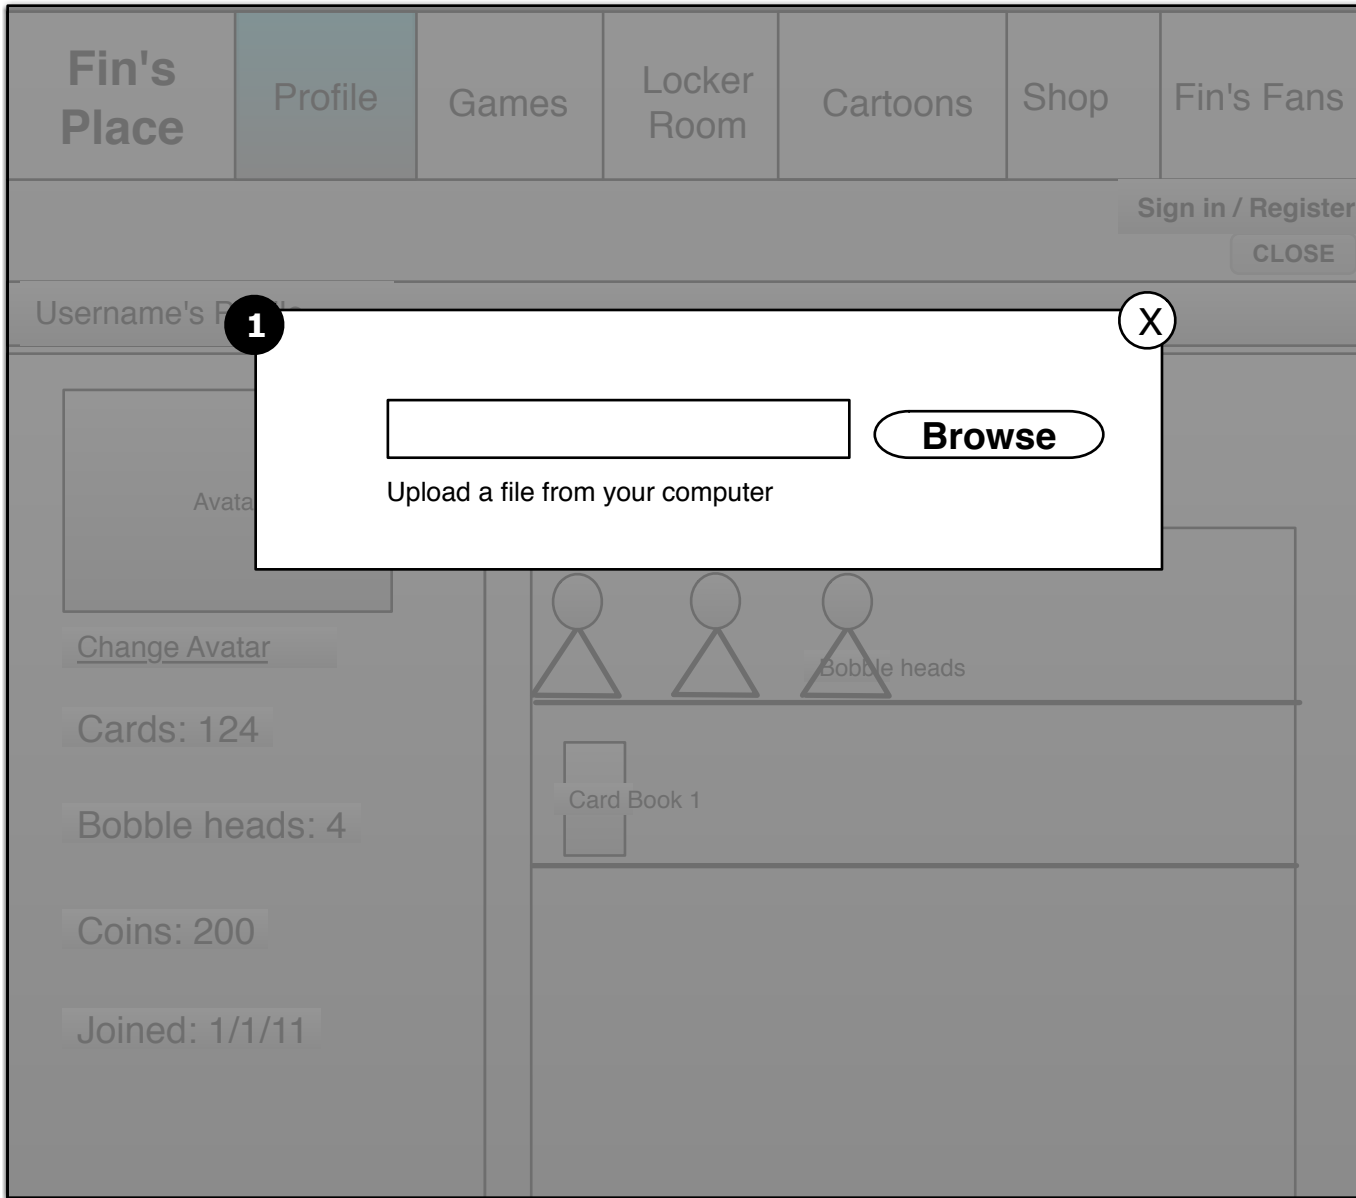 Fin's
Place
Profile
Games
Locker
Room
Cartoons
Shop
Fin's Fans
Sign in / Register
CLOSE
Username's Profile
1
X
Browse
Upload a file from your computer
Avata
Change Avatar
Bobble heads
Cards: 124
Card Book 1
Bobble heads: 4
Coins: 200
Joined: 1/1/11